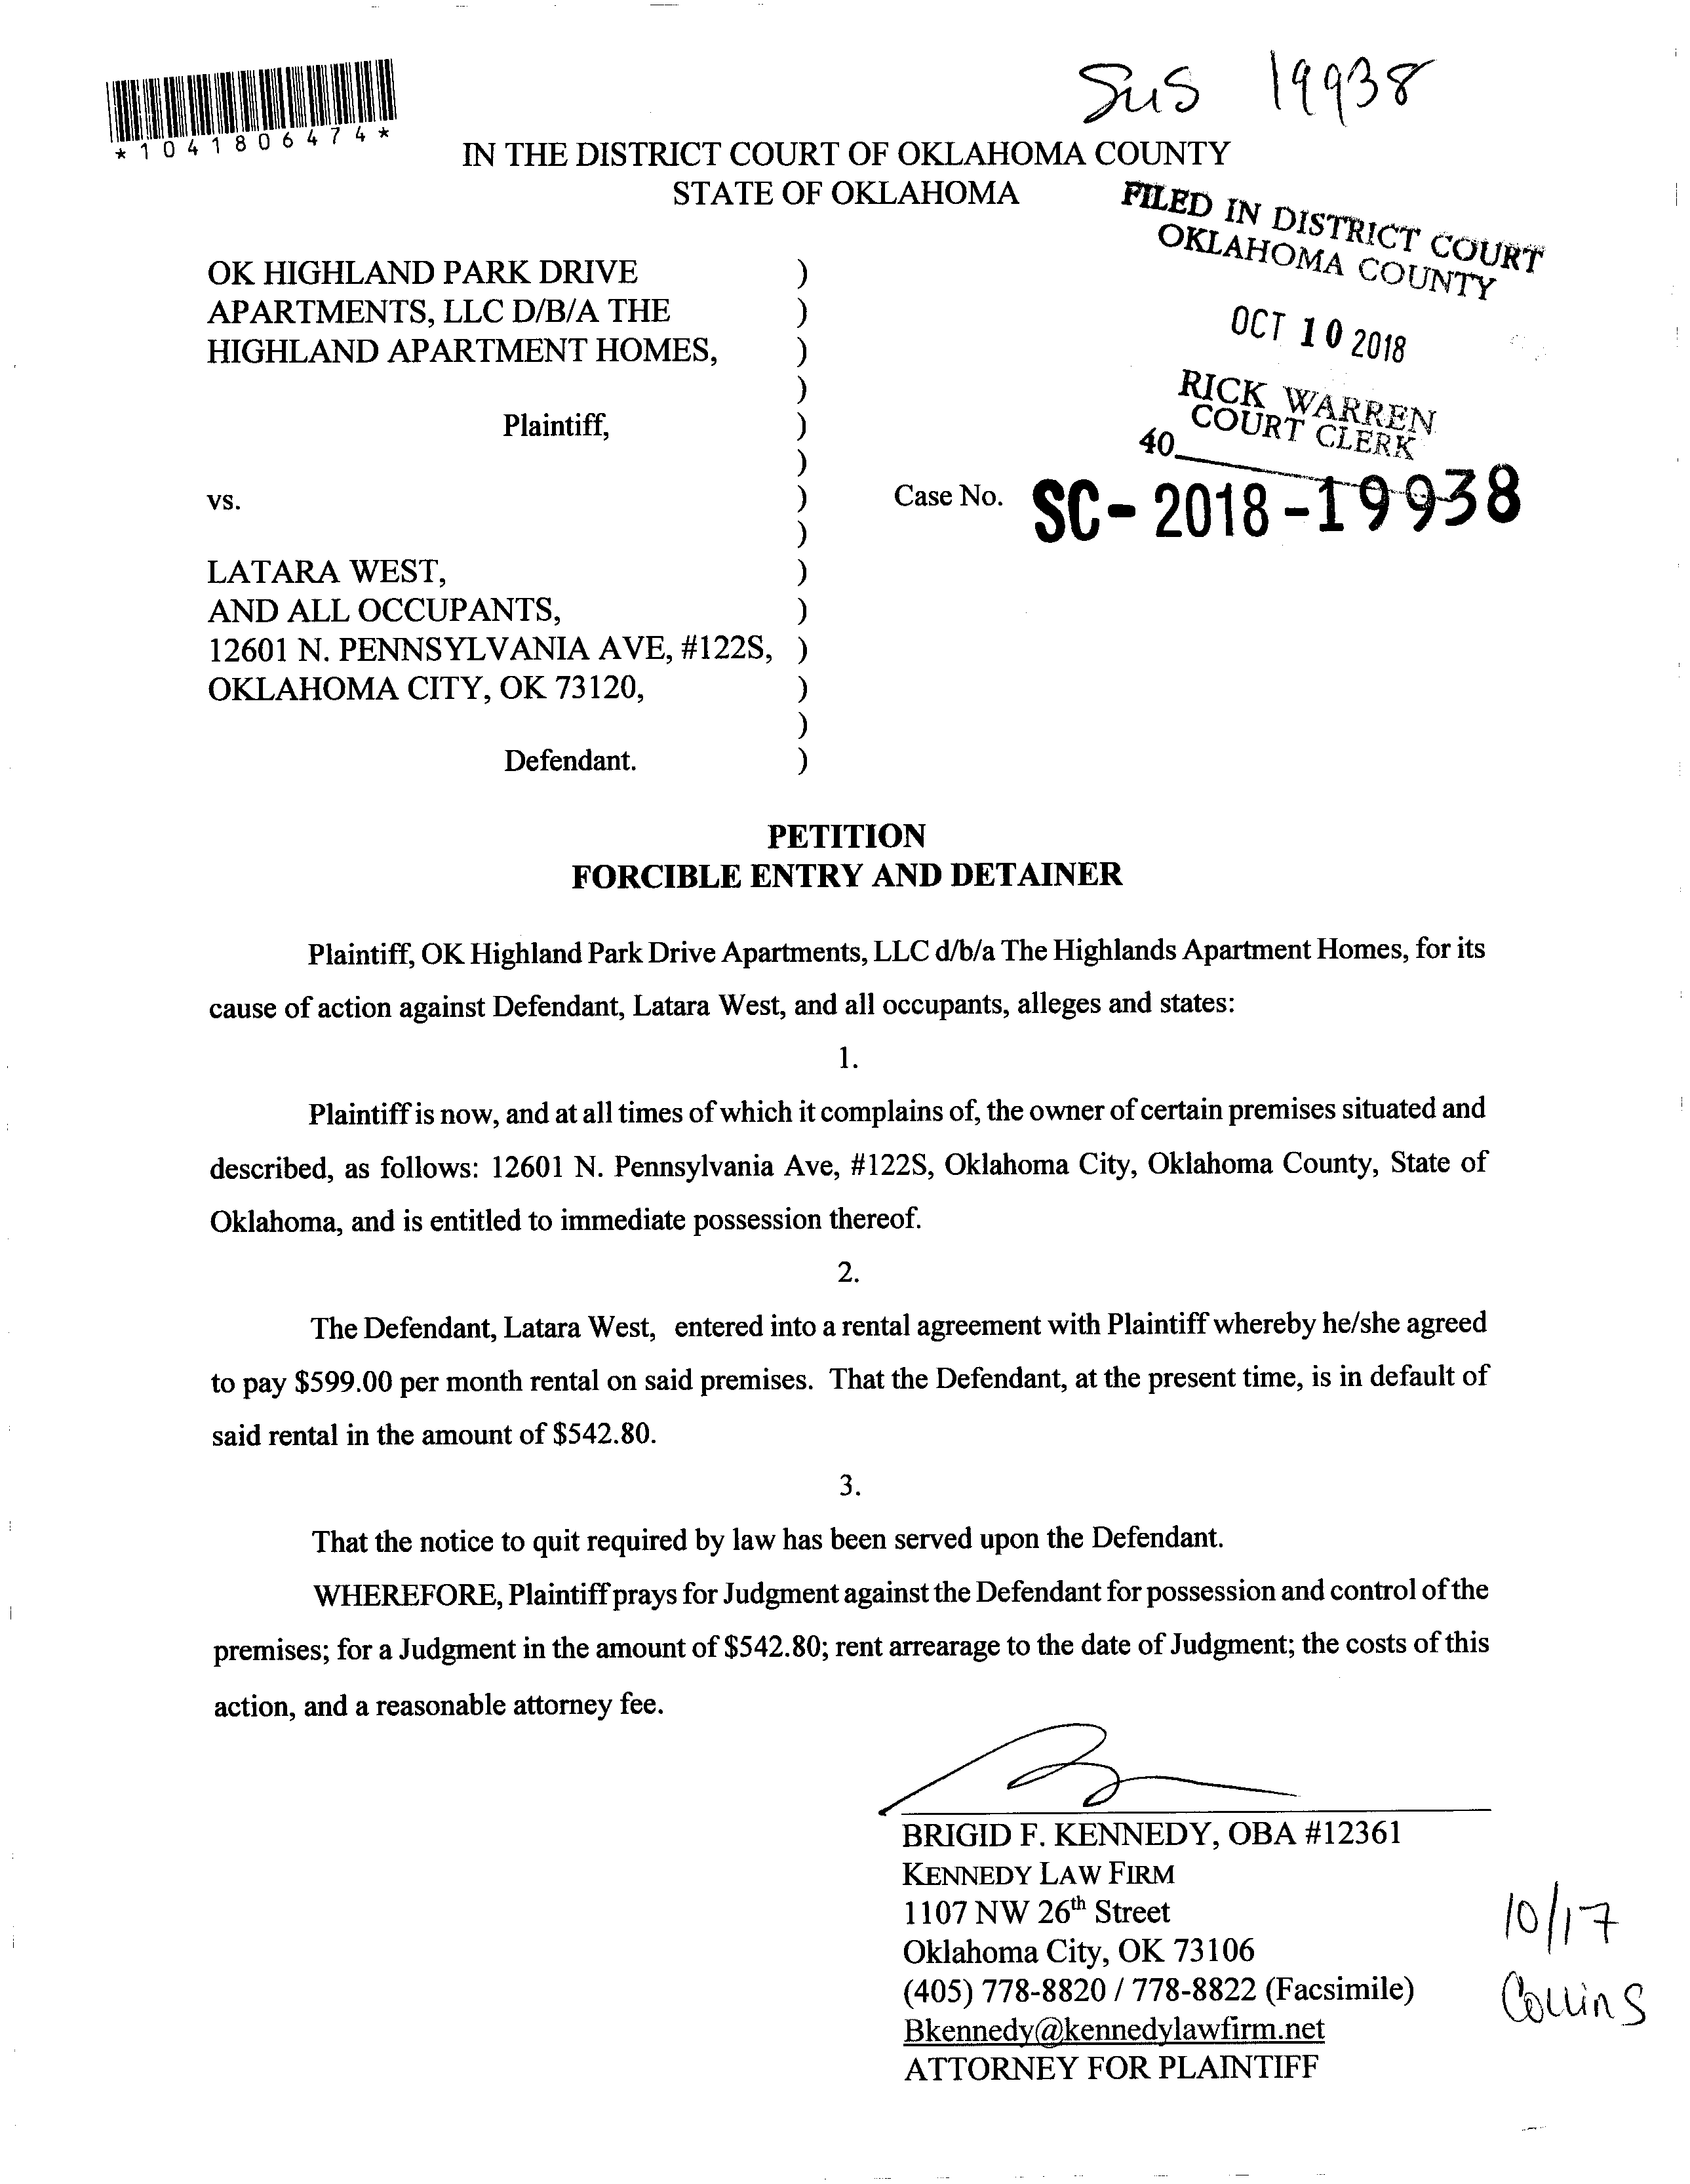 SuS 19938
*1041806474*
IN THE DISTRICT COURT OF OKLAHOMA COUNTY
STATE OF OKLAHOMA
FILED IN DISTRICT COURT
OKLAHOMA COUNTY
OCT 10 2018
RICK WARREN
COURT CLERK
40
OK HIGHLAND PARK DRIVE )
APARTMENTS, LLC D/B/A THE )
HIGHLAND APARTMENT HOMES, )
)
Plaintiff, )
)
vs. ) Case No. SC-2018-19938
)
LATARA WEST, )
AND ALL OCCUPANTS, )
12601 N. PENNSYLVANIA AVE, #122S, )
OKLAHOMA CITY, OK 73120, )
)
Defendant. )
PETITION
FORCIBLE ENTRY AND DETAINER
Plaintiff, OK Highland Park Drive Apartments, LLC d/b/a The Highlands Apartment Homes, for its
cause of action against Defendant, Latara West, and all occupants, alleges and states:
1.
Plaintiff is now, and at all times of which it complains of, the owner of certain premises situated and
described, as follows: 12601 N. Pennsylvania Ave, #122S, Oklahoma City, Oklahoma County, State of
Oklahoma, and is entitled to immediate possession thereof.
2.
The Defendant, Latara West, entered into a rental agreement with Plaintiff whereby he/she agreed
to pay $599.00 per month rental on said premises. That the Defendant, at the present time, is in default of
said rental in the amount of $542.80.
3.
That the notice to quit required by law has been served upon the Defendant.
WHEREFORE, Plaintiff prays for Judgment against the Defendant for possession and control of the
premises; for a Judgment in the amount of $542.80; rent arrearage to the date of Judgment; the costs of this
action, and a reasonable attorney fee.
BRIGID F. KENNEDY, OBA #12361
KENNEDY LAW FIRM
1107 NW 26th Street
Oklahoma City, OK 73106
(405) 778-8820 / 778-8822 (Facsimile)
Bkennedy@kennedylawfirm.net
ATTORNEY FOR PLAINTIFF
10/17
Collins